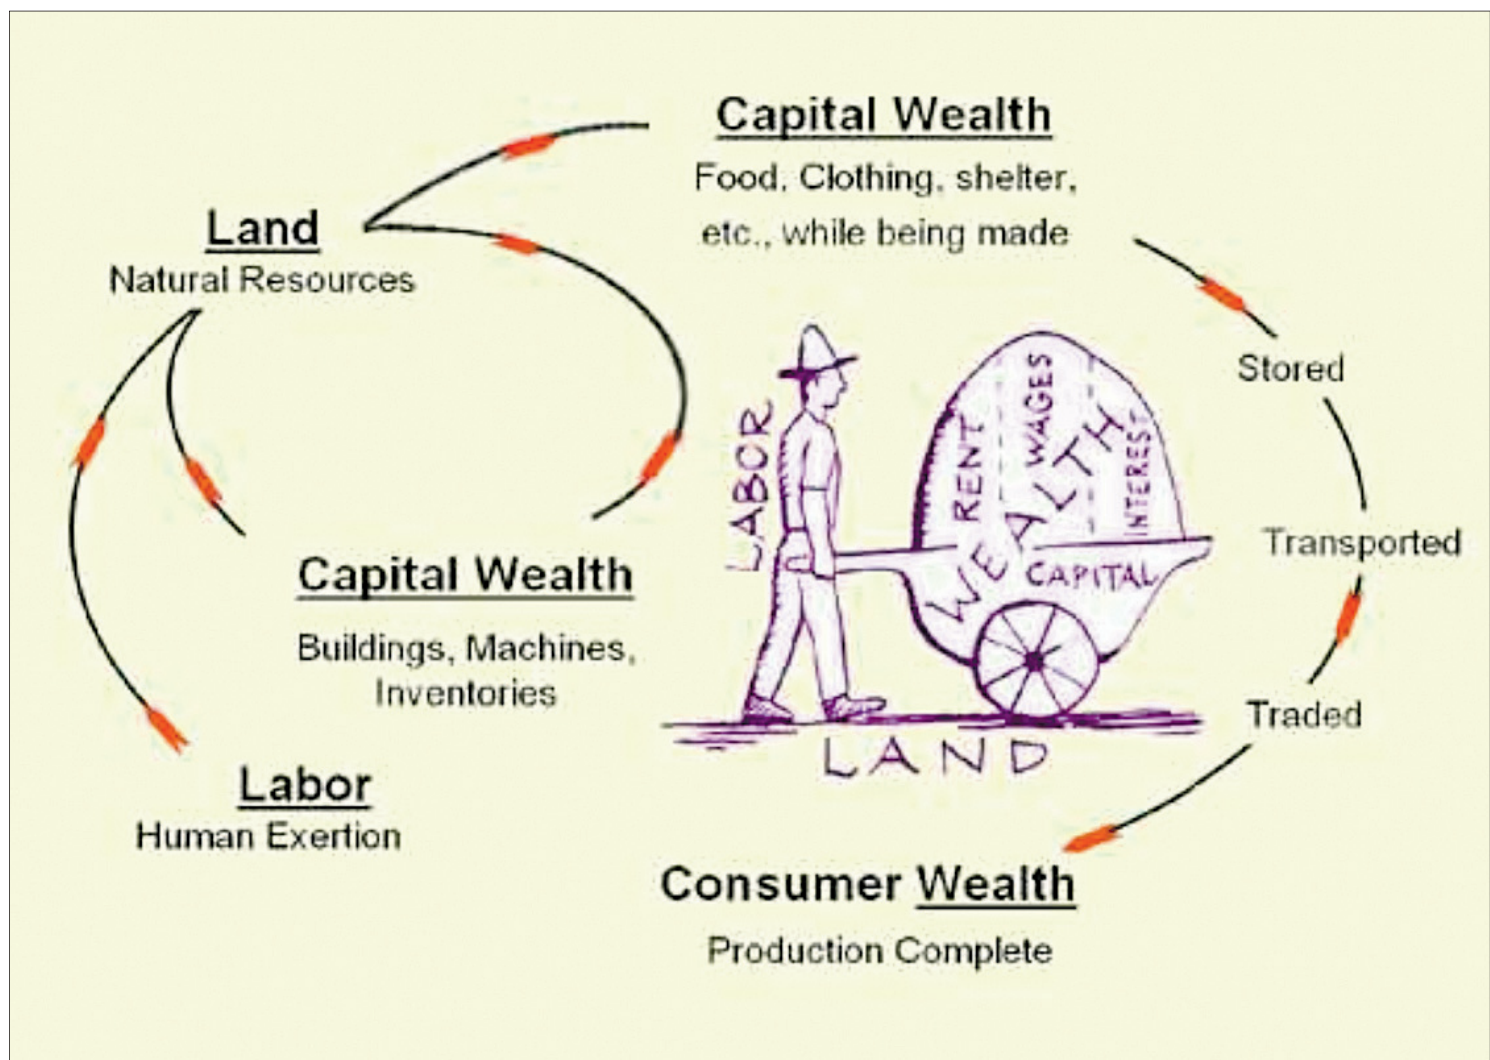 Capital Wealth
Food, Clothing, shelter,
etc., while being made
Land
Natural Resources
Stored
Transported
Traded
Capital Wealth
Buildings, Machines,
Inventories
Labor
Human Exertion
LABOR
RENT
WAGES
INTEREST
WEALTH
CAPITAL
LAND
Consumer Wealth
Production Complete